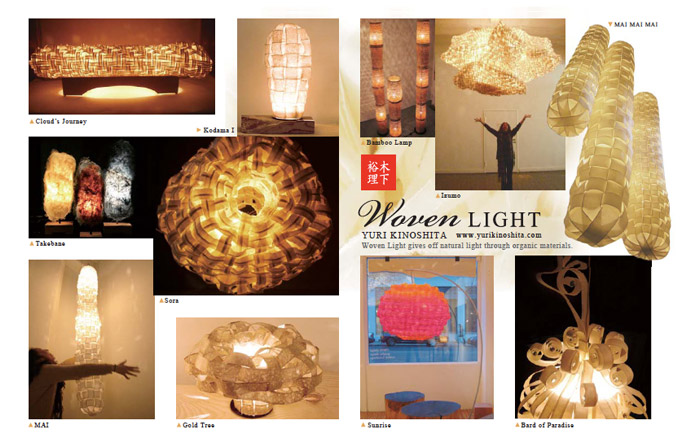 ▲Cloud's Journey
▶ Kodama I
▲Takebane
▲Sora
▲MAI
▲Gold Tree
▼ MAI MAI MAI
▲Bamboo Lamp
▲Izumo
木下
裕理
Woven LIGHT
YURI KINOSHITA www.yurikinoshita.com
Woven Light gives off natural light through organic materials.
▲Sunrise
▲Bard of Paradise